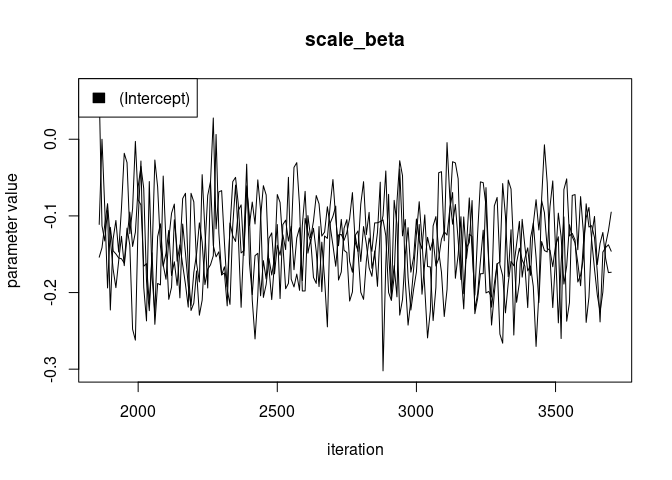 scale_beta
(Intercept)
0.0
-0.1
-0.2
-0.3
parameter value
2000
2500
3000
3500
iteration